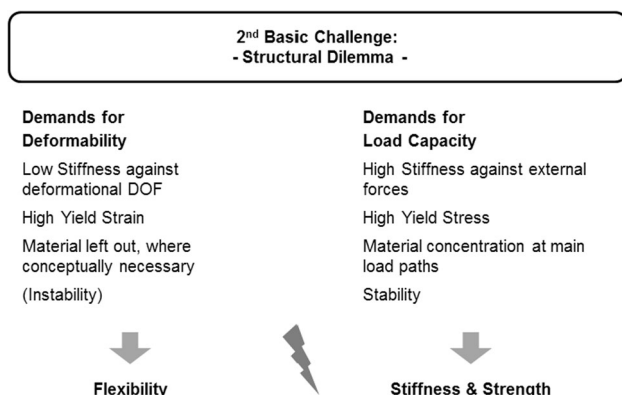 2nd Basic Challenge:
- Structural Dilemma -
Demands for
Deformability
Low Stiffness against
deformational DOF
High Yield Strain
Material left out, where
conceptually necessary
(Instability)
Flexibility
Demands for
Load Capacity
High Stiffness against external
forces
High Yield Stress
Material concentration at main
load paths
Stability
Stiffness & Strength